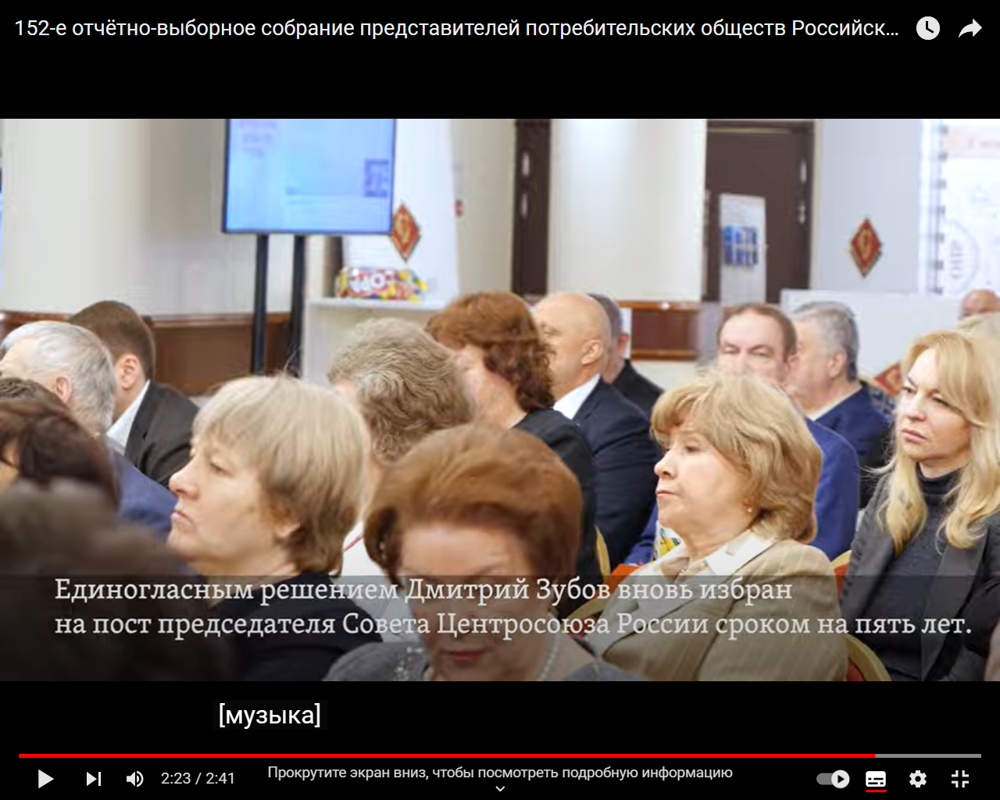 152-е отчётно-выборное собрание представителей потребительских обществ Российск...
Единогласным решением Дмитрий Зубов вновь избран
на пост председателя Совета Центросоюза России сроком на пять лет.
[музыка]
2:23 / 2:41
Прокрутите экран вниз, чтобы посмотреть подробную информацию